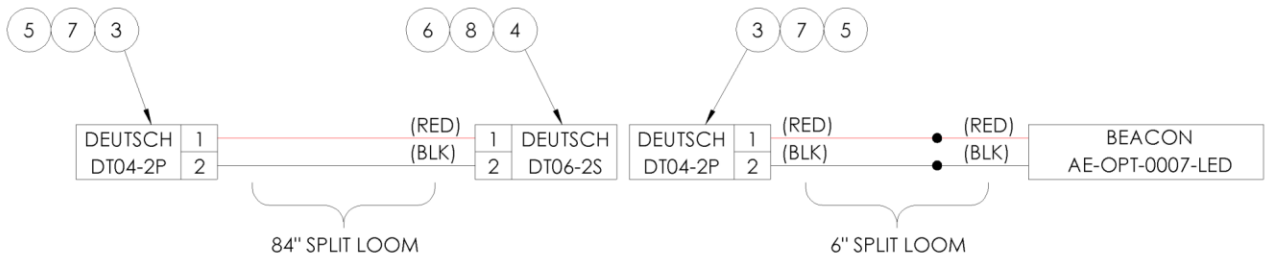 5 7 3
6 8 4
3 7 5
DEUTSCH 1
DT04-2P 2
(RED)
(BLK)
1 DEUTSCH
2 DT06-2S
84" SPLIT LOOM
DEUTSCH 1
DT04-2P 2
(RED)
(BLK)
(RED)
(BLK)
BEACON
AE-OPT-0007-LED
6" SPLIT LOOM